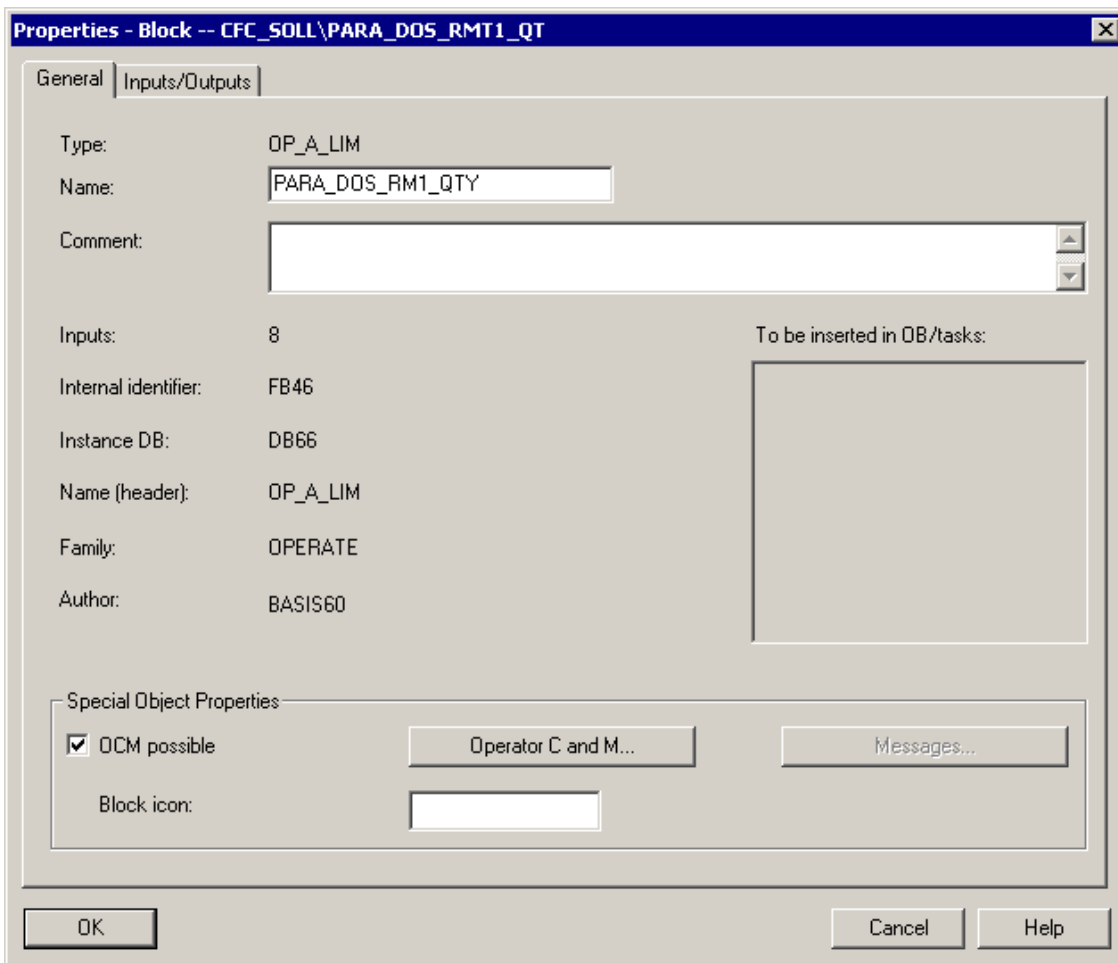 Properties - Block -- CFC_SOLL\PARA_DOS_RMT1_QT
General Inputs/Outputs
Type: OP_A_LIM
Name: PARA_DOS_RM1_QTY
Comment:
Inputs: 8 To be inserted in OB/tasks:
Internal identifier: FB46
Instance DB: DB66
Name (header): OP_A_LIM
Family: OPERATE
Author: BASIS60
Special Object Properties
OCM possible Operator C and M... Messages...
Block icon:
OK Cancel Help